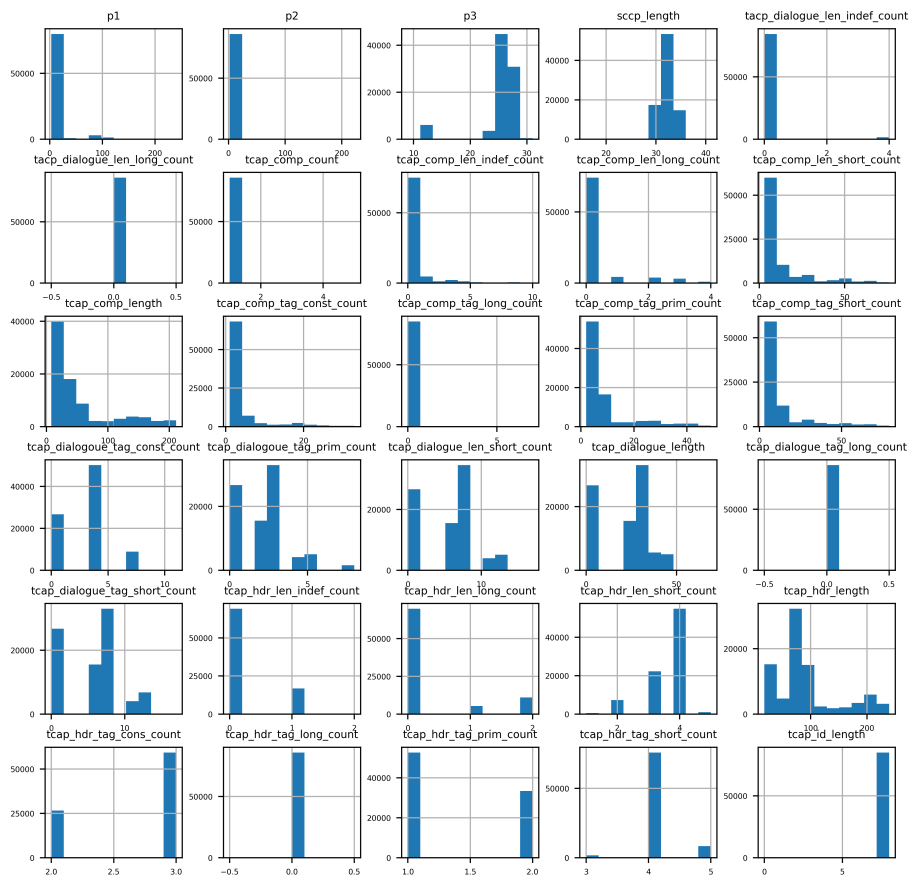 p1 p2 p3 sccp_length tacp_dialogue_len_indef_count
50000 0 0 100 200
50000 0 0 100 200
40000 20000 0 10 20 30
40000 20000 0 20 30 40
50000 0 0 2 4
tacp_dialogue_len_long_count tcap_comp_count tcap_comp_len_indef_count tcap_comp_len_long_count tcap_comp_len_short_count
50000 0 −0.5 0.0 0.5
50000 0 2 4
50000 0 0 5 10
50000 0 0 2 4
50000 25000 0 0 50
tcap_comp_length tcap_comp_tag_const_count tcap_comp_tag_long_count tcap_comp_tag_prim_count tcap_comp_tag_short_count
40000 20000 0 0 100 200
50000 25000 0 0 10 20 30
50000 0 0 5
40000 20000 0 0 20 40
50000 25000 0 0 50
tcap_dialogue_tag_const_count tcap_dialogoue_tag_prim_count tcap_dialogue_len_short_count tcap_dialogue_length tcap_dialogue_tag_long_count
40000 20000 0 0 5 10
20000 0 0 5
20000 0 0 10
20000 0 0 50
50000 0 −0.5 0.0 0.5
tcap_dialogue_tag_short_count tcap_hdr_len_indef_count tcap_hdr_len_long_count tcap_hdr_len_short_count tcap_hdr_length
20000 0 0 10
50000 25000 0 0 1 2
50000 25000 0 0 1 2
40000 20000 0 2 4
20000 0 100 200
tcap_hdr_tag_cons_count tcap_hdr_tag_long_count tcap_hdr_tag_prim_count tcap_hdr_tag_short_count tcap_id_length
60000 40000 20000 0 2.0 2.5 3.0
50000 0 −0.5 0.0 0.5
40000 20000 0 1.0 1.5 2.0
50000 25000 0 3 4 5
50000 0 0 5